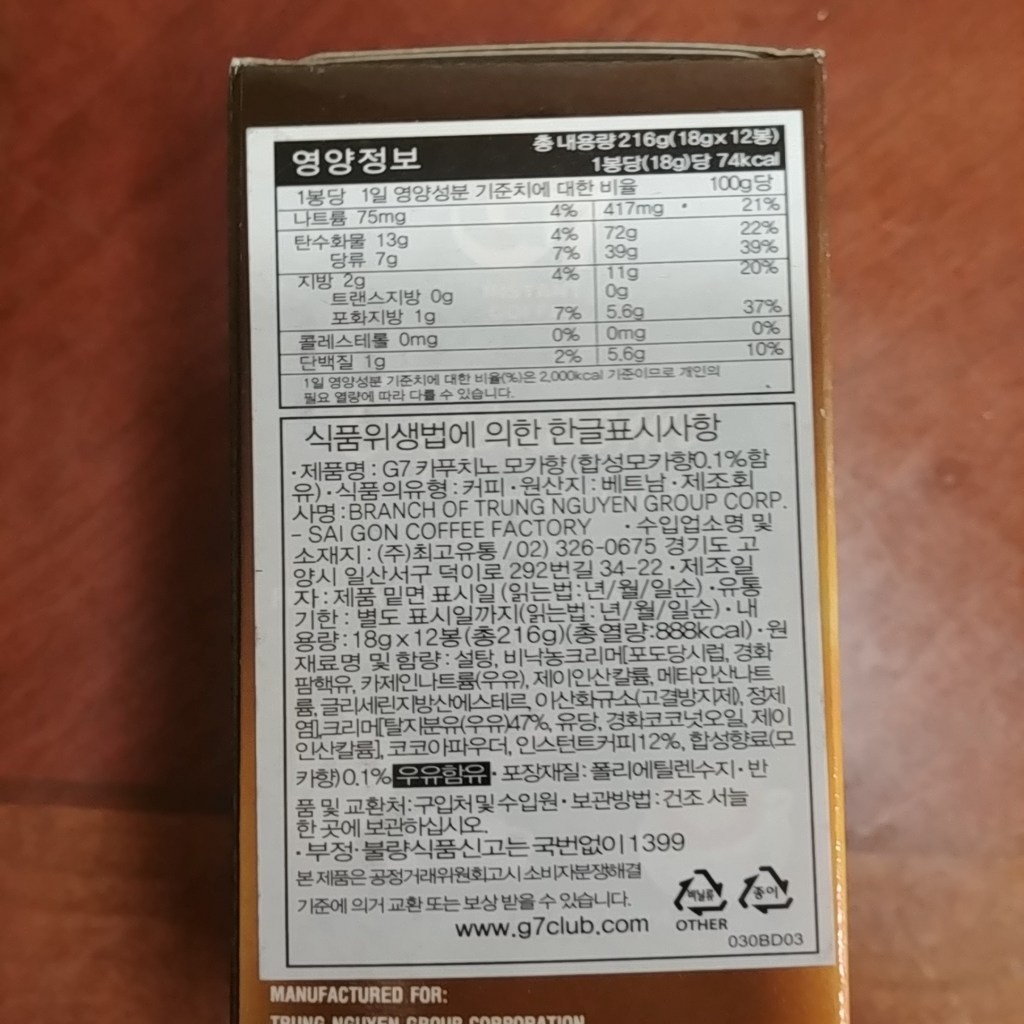 영양정보
총 내용량 216g(18gx12봉)
1봉당(18g)당 74kcal
1봉당 1일 영양성분 기준치에 대한 비율 100g당
나트륨 75mg 4% 417mg 21%
탄수화물 13g 4% 72g 22%
당류 7g 7% 39g 39%
지방 2g 4% 11g 20%
트랜스지방 0g 0g
포화지방 1g 7% 5.6g 37%
콜레스테롤 0mg 0% 0mg 0%
단백질 1g 2% 5.6g 10%
1일 영양성분 기준치에 대한 비율(%)은 2,000kcal 기준이므로 개인의
필요 열량에 따라 다를 수 있습니다.
식품위생법에 의한 한글표시사항
·제품명 : G7 카푸치노 모카향 (합성모카향0.1%함
유)·식품의유형 : 커피·원산지 : 베트남·제조회
사명 : BRANCH OF TRUNG NGUYEN GROUP CORP.
- SAI GON COFFEE FACTORY ·수입업소명 및
소재지 : (주)최고유통 / 02) 326-0675 경기도 고
양시 일산서구 덕이로 292번길 34-22·제조일
자 : 제품 밑면 표시일 (읽는법:년/월/일순)·유통
기한 : 별도 표시일까지(읽는법:년/월/일순)·내
용량 : 18g x 12봉 (총216g)(총열량:888kcal)·원
재료명 및 함량 : 설탕, 비낙농크리머[포도당시럽, 경화
팜핵유, 카제인나트륨(우유), 제이인산칼륨, 메타인산나트
륨, 글리세린지방산에스테르, 이산화규소(고결방지제), 정제
염],크리머[탈지분유(우유)47%, 유당, 경화코코넛오일, 제이
인산칼륨], 코코아파우더, 인스턴트커피12%, 합성향료(모
카향)0.1% 우유함유·포장재질 : 폴리에틸렌수지·반
품 및 교환처 : 구입처및 수입원·보관방법 : 건조 서늘
한 곳에 보관하십시오.
·부정·불량식품신고는 국번없이 1399
본 제품은 공정거래위원회고시 소비자분쟁해결
기준에 의거 교환 또는 보상 받을 수 있습니다.
www.g7club.com
비닐류 종이
OTHER
030BD03
MANUFACTURED FOR:
TRUNG NGUYEN GROUP CORPORATION